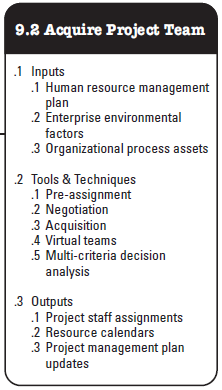 9.2 Acquire Project Team
.1 Inputs
.1 Human resource management
plan
.2 Enterprise environmental
factors
.3 Organizational process assets
.2 Tools & Techniques
.1 Pre-assignment
.2 Negotiation
.3 Acquisition
.4 Virtual teams
.5 Multi-criteria decision
analysis
.3 Outputs
.1 Project staff assignments
.2 Resource calendars
.3 Project management plan
updates